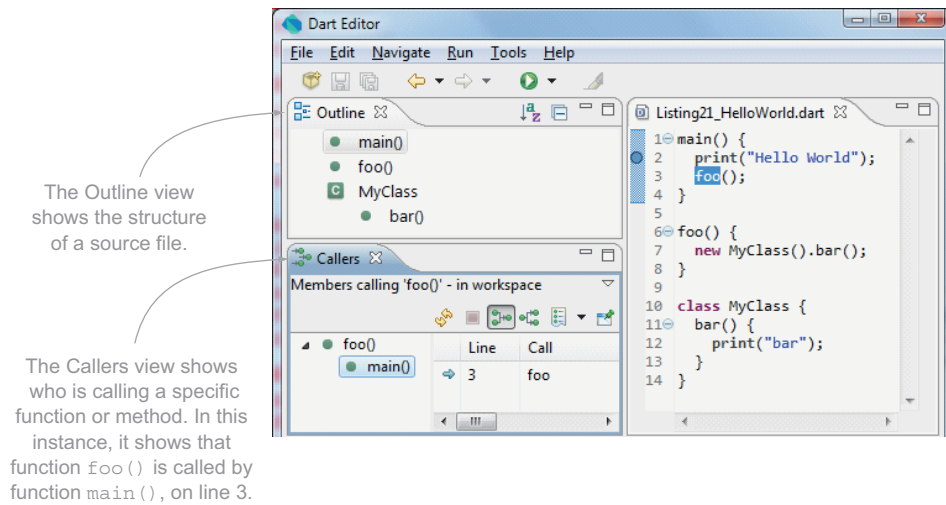 Dart Editor
File Edit Navigate Run Tools Help
Outline
main()
foo()
MyClass
bar()
Callers
Members calling 'foo()' - in workspace
foo()
main()
Line Call
3 foo
Listing21_HelloWorld.dart
1 main() {
2 print("Hello World");
3 foo();
4 }
5
6 foo() {
7 new MyClass().bar();
8 }
9
10 class MyClass {
11 bar() {
12 print("bar");
13 }
14 }
The Outline view
shows the structure
of a source file.
The Callers view shows
who is calling a specific
function or method. In this
instance, it shows that
function foo() is called by
function main(), on line 3.